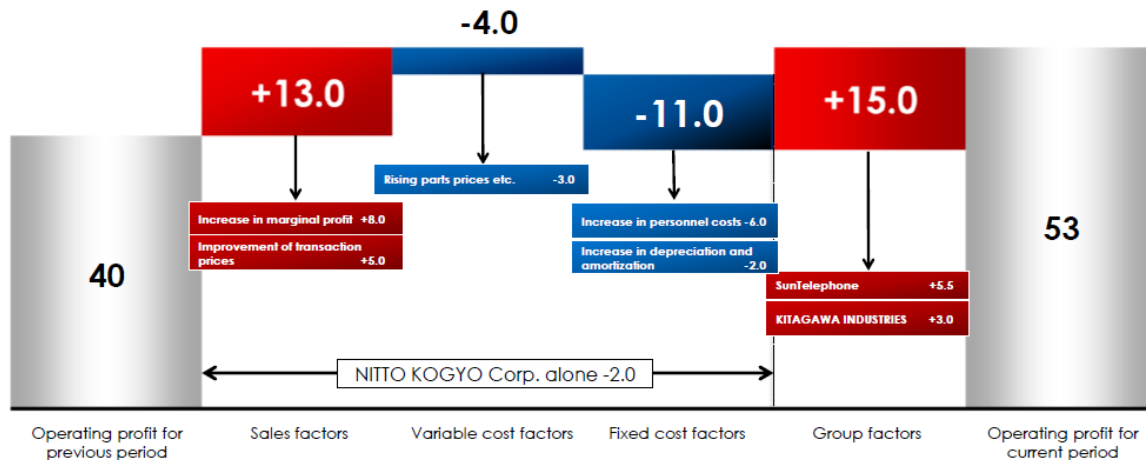 -4.0
+13.0
-11.0
+15.0
Rising parts prices etc. -3.0
Increase in marginal profit +8.0
Improvement of transaction
prices +5.0
Increase in personnel costs -6.0
Increase in depreciation and
amortization -2.0
40
53
SunTelephone +5.5
KITAGAWA INDUSTRIES +3.0
NITTO KOGYO Corp. alone -2.0
Operating profit for
previous period
Sales factors
Variable cost factors
Fixed cost factors
Group factors
Operating profit for
current period